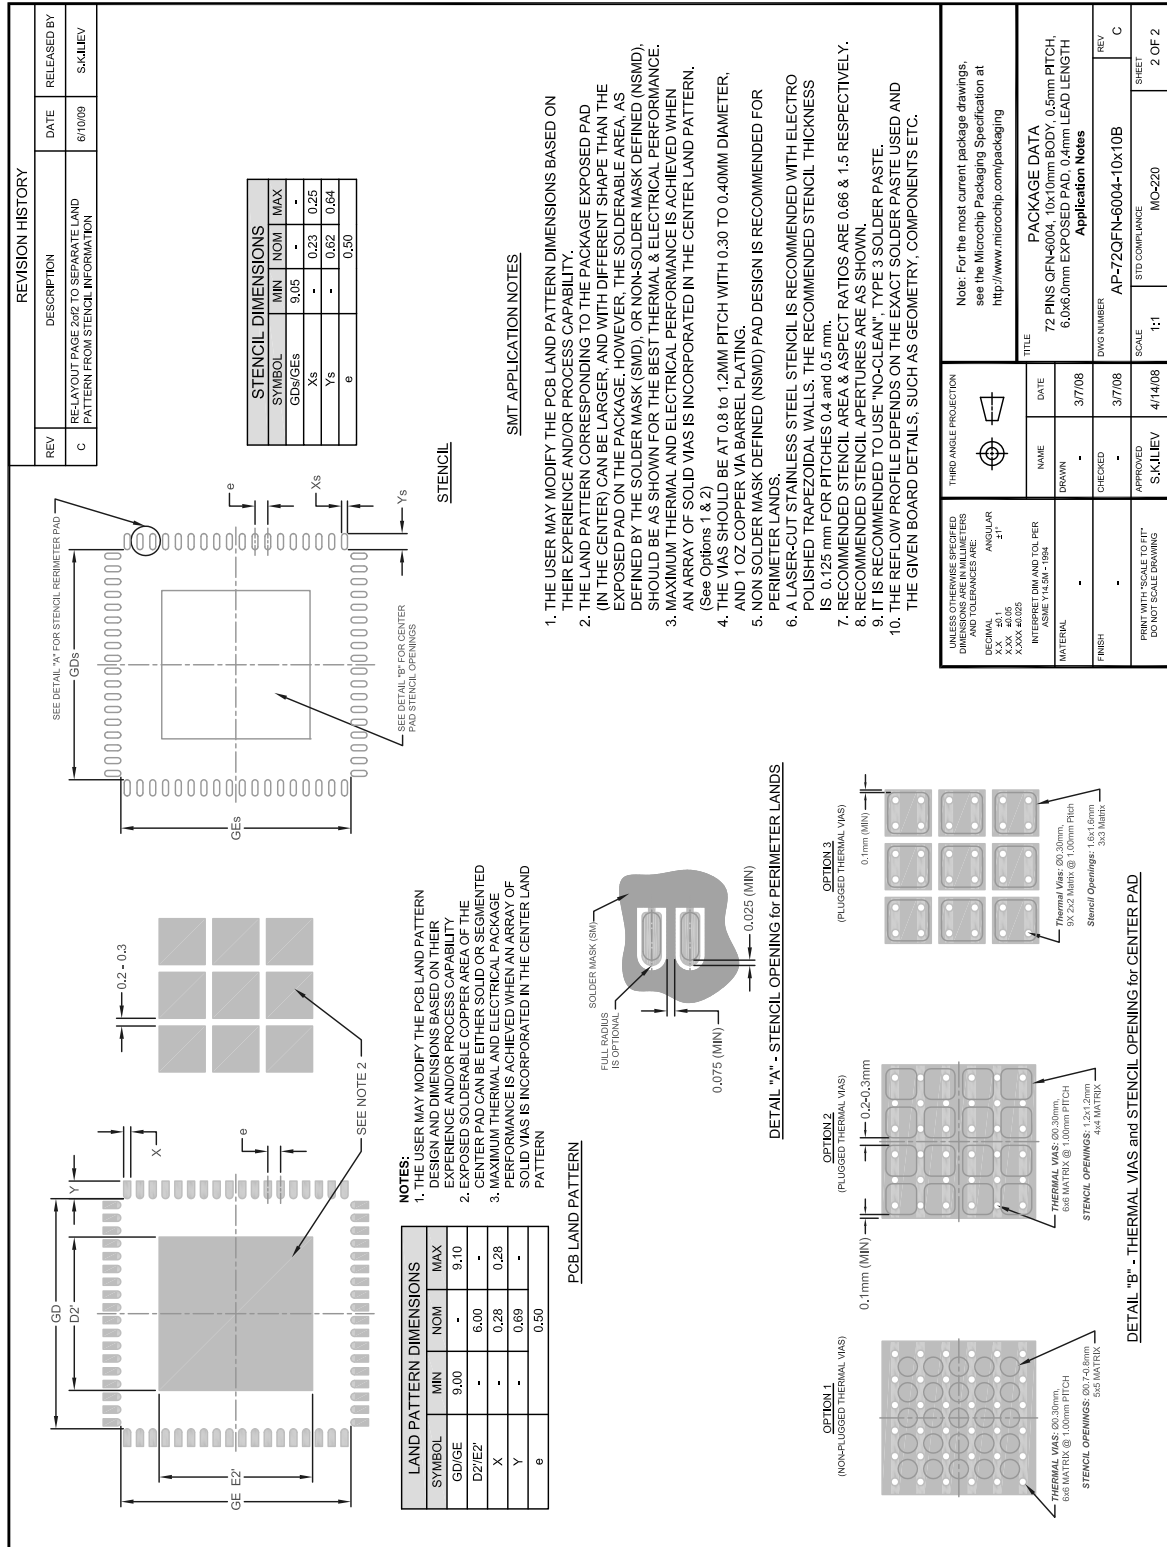 REVISION HISTORY
REV DESCRIPTION DATE RELEASED BY
C RE-LAYOUT PAGE 2of2 TO SEPARATE LAND PATTERN FROM STENCIL INFORMATION 6/10/09 S.K.ILIEV
GD
D2'
GE
E2'
X
Y
e
0.2 - 0.3
SEE NOTE 2
LAND PATTERN DIMENSIONS
SYMBOL MIN NOM MAX
GD/GE 9.00 - 9.10
D2'/E2' - 6.00 -
X - 0.28 0.28
Y - 0.69 -
e 0.50
NOTES:
1. THE USER MAY MODIFY THE PCB LAND PATTERN
DESIGN AND DIMENSIONS BASED ON THEIR
EXPERIENCE AND/OR PROCESS CAPABILITY
2. EXPOSED SOLDERABLE COPPER AREA OF THE
CENTER PAD CAN BE EITHER SOLID OR SEGMENTED
3. MAXIMUM THERMAL AND ELECTRICAL PACKAGE
PERFORMANCE IS ACHIEVED WHEN AN ARRAY OF
SOLID VIAS IS INCORPORATED IN THE CENTER LAND
PATTERN
PCB LAND PATTERN
SEE DETAIL "A" FOR STENCIL RERIMETER PAD
GDs
GEs
e
Xs
Ys
SEE DETAIL "B" FOR CENTER
PAD STENCIL OPENINGS
STENCIL DIMENSIONS
SYMBOL MIN NOM MAX
GDs/GEs 9.05 - -
Xs - 0.23 0.25
Ys - 0.62 0.64
e 0.50
STENCIL
SMT APPLICATION NOTES
1. THE USER MAY MODIFY THE PCB LAND PATTERN DIMENSIONS BASED ON
THEIR EXPERIENCE AND/OR PROCESS CAPABILITY.
2. THE LAND PATTERN CORRESPONDING TO THE PACKAGE EXPOSED PAD
(IN THE CENTER) CAN BE LARGER, AND WITH DIFFERENT SHAPE THAN THE
EXPOSED PAD ON THE PACKAGE. HOWEVER, THE SOLDERABLE AREA, AS
DEFINED BY THE SOLDER MASK (SMD), OR NON-SOLDER MASK DEFINED (NSMD),
SHOULD BE AS SHOWN FOR THE BEST THERMAL & ELECTRICAL PERFORMANCE.
3. MAXIMUM THERMAL AND ELECTRICAL PERFORMANCE IS ACHIEVED WHEN
AN ARRAY OF SOLID VIAS IS INCORPORATED IN THE CENTER LAND PATTERN.
(See Options 1 & 2)
4. THE VIAS SHOULD BE AT 0.8 to 1.2MM PITCH WITH 0.30 TO 0.40MM DIAMETER,
AND 1 OZ COPPER VIA BARREL PLATING.
5. NON SOLDER MASK DEFINED (NSMD) PAD DESIGN IS RECOMMENDED FOR
PERIMETER LANDS.
6. A LASER-CUT STAINLESS STEEL STENCIL IS RECOMMENDED WITH ELECTRO
POLISHED TRAPEZOIDAL WALLS. THE RECOMMENDED STENCIL THICKNESS
IS 0.125 mm FOR PITCHES 0.4 and 0.5 mm.
7. RECOMMENDED STENCIL AREA & ASPECT RATIOS ARE 0.66 & 1.5 RESPECTIVELY.
8. RECOMMENDED STENCIL APERTURES ARE AS SHOWN.
9. IT IS RECOMMENDED TO USE "NO-CLEAN", TYPE 3 SOLDER PASTE.
10. THE REFLOW PROFILE DEPENDS ON THE EXACT SOLDER PASTE USED AND
THE GIVEN BOARD DETAILS, SUCH AS GEOMETRY, COMPONENTS ETC.
FULL RADIUS
IS OPTIONAL
SOLDER MASK (SM)
0.075 (MIN)
0.025 (MIN)
DETAIL "A" - STENCIL OPENING for PERIMETER LANDS
OPTION 1
(NON-PLUGGED THERMAL VIAS)
THERMAL VIAS: Ø0.30mm,
6x6 MATRIX @ 1.00mm PITCH
STENCIL OPENINGS: Ø0.7-0.8mm
5x5 MATRIX
OPTION 2
(PLUGGED THERMAL VIAS)
0.1mm (MIN)
0.2-0.3mm
THERMAL VIAS: Ø0.30mm,
6x6 MATRIX @ 1.00mm PITCH
STENCIL OPENINGS: 1.2x1.2mm
4x4 MATRIX
OPTION 3
(PLUGGED THERMAL VIAS)
0.1mm (MIN)
Thermal Vias: Ø0.30mm,
9X 2x2 Matrix @ 1.00mm Pitch
Stencil Openings: 1.6x1.6mm
3x3 Matrix
DETAIL "B" - THERMAL VIAS and STENCIL OPENING for CENTER PAD
UNLESS OTHERWISE SPECIFIED
DIMENSIONS ARE IN MILLIMETERS
AND TOLERANCES ARE:
DECIMAL ANGULAR
X.X ±0.1 ±1°
X.XX ±0.05
X.XXX ±0.025
INTERPRET DIM AND TOL PER
ASME Y14.5M - 1994
MATERIAL
-
FINISH
-
PRINT WITH "SCALE TO FIT"
DO NOT SCALE DRAWING
THIRD ANGLE PROJECTION
NAME DATE
DRAWN - 3/7/08
CHECKED - 3/7/08
APPROVED S.K.ILIEV 4/14/08
Note: For the most current package drawings,
see the Microchip Packaging Specification at
http://www.microchip.com/packaging
TITLE
PACKAGE DATA
72 PINS QFN-6004, 10x10mm BODY, 0.5mm PITCH,
6.0x6.0mm EXPOSED PAD, 0.4mm LEAD LENGTH
Application Notes
DWG NUMBER
AP-72QFN-6004-10x10B
REV
C
SCALE
1:1
STD COMPLIANCE
MO-220
SHEET
2 OF 2